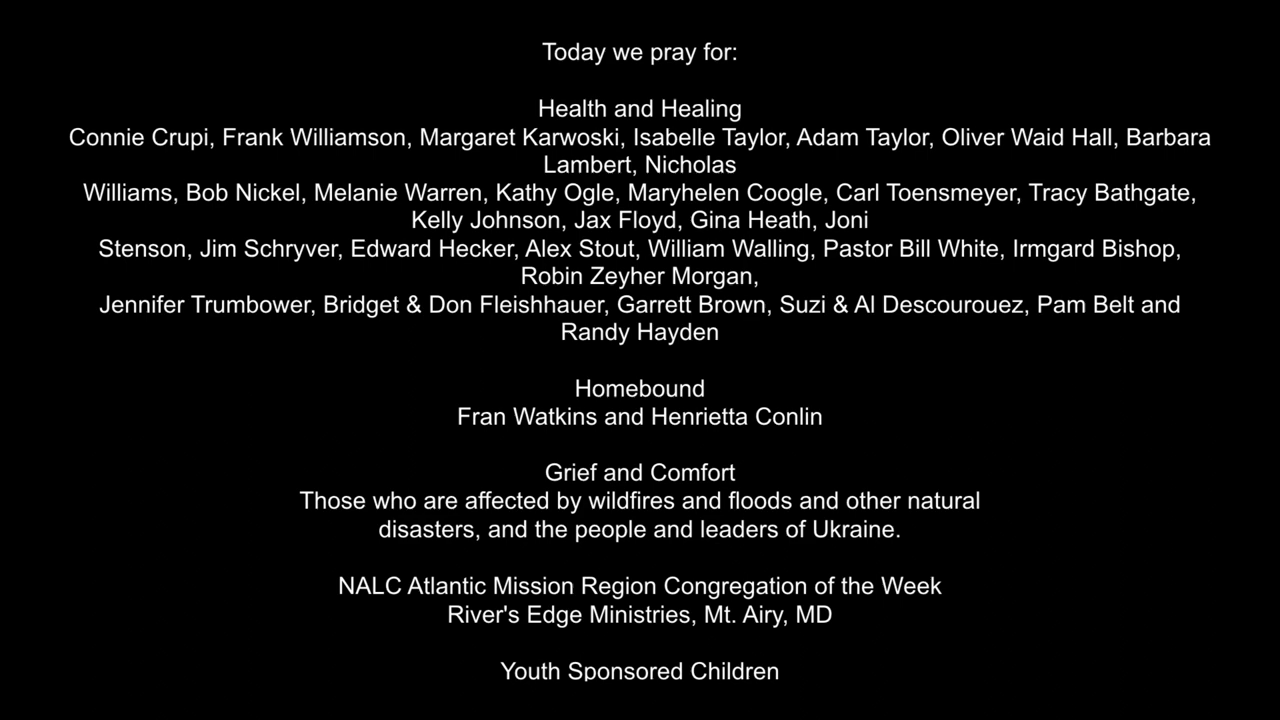 Today we pray for:
Health and Healing
Connie Crupi, Frank Williamson, Margaret Karwoski, Isabelle Taylor, Adam Taylor, Oliver Waid Hall, Barbara
Lambert, Nicholas
Williams, Bob Nickel, Melanie Warren, Kathy Ogle, Maryhelen Coogle, Carl Toensmeyer, Tracy Bathgate,
Kelly Johnson, Jax Floyd, Gina Heath, Joni
Stenson, Jim Schryver, Edward Hecker, Alex Stout, William Walling, Pastor Bill White, Irmgard Bishop,
Robin Zeyher Morgan,
Jennifer Trumbower, Bridget & Don Fleishhauer, Garrett Brown, Suzi & Al Descourouez, Pam Belt and
Randy Hayden
Homebound
Fran Watkins and Henrietta Conlin
Grief and Comfort
Those who are affected by wildfires and floods and other natural
disasters, and the people and leaders of Ukraine.
NALC Atlantic Mission Region Congregation of the Week
River's Edge Ministries, Mt. Airy, MD
Youth Sponsored Children